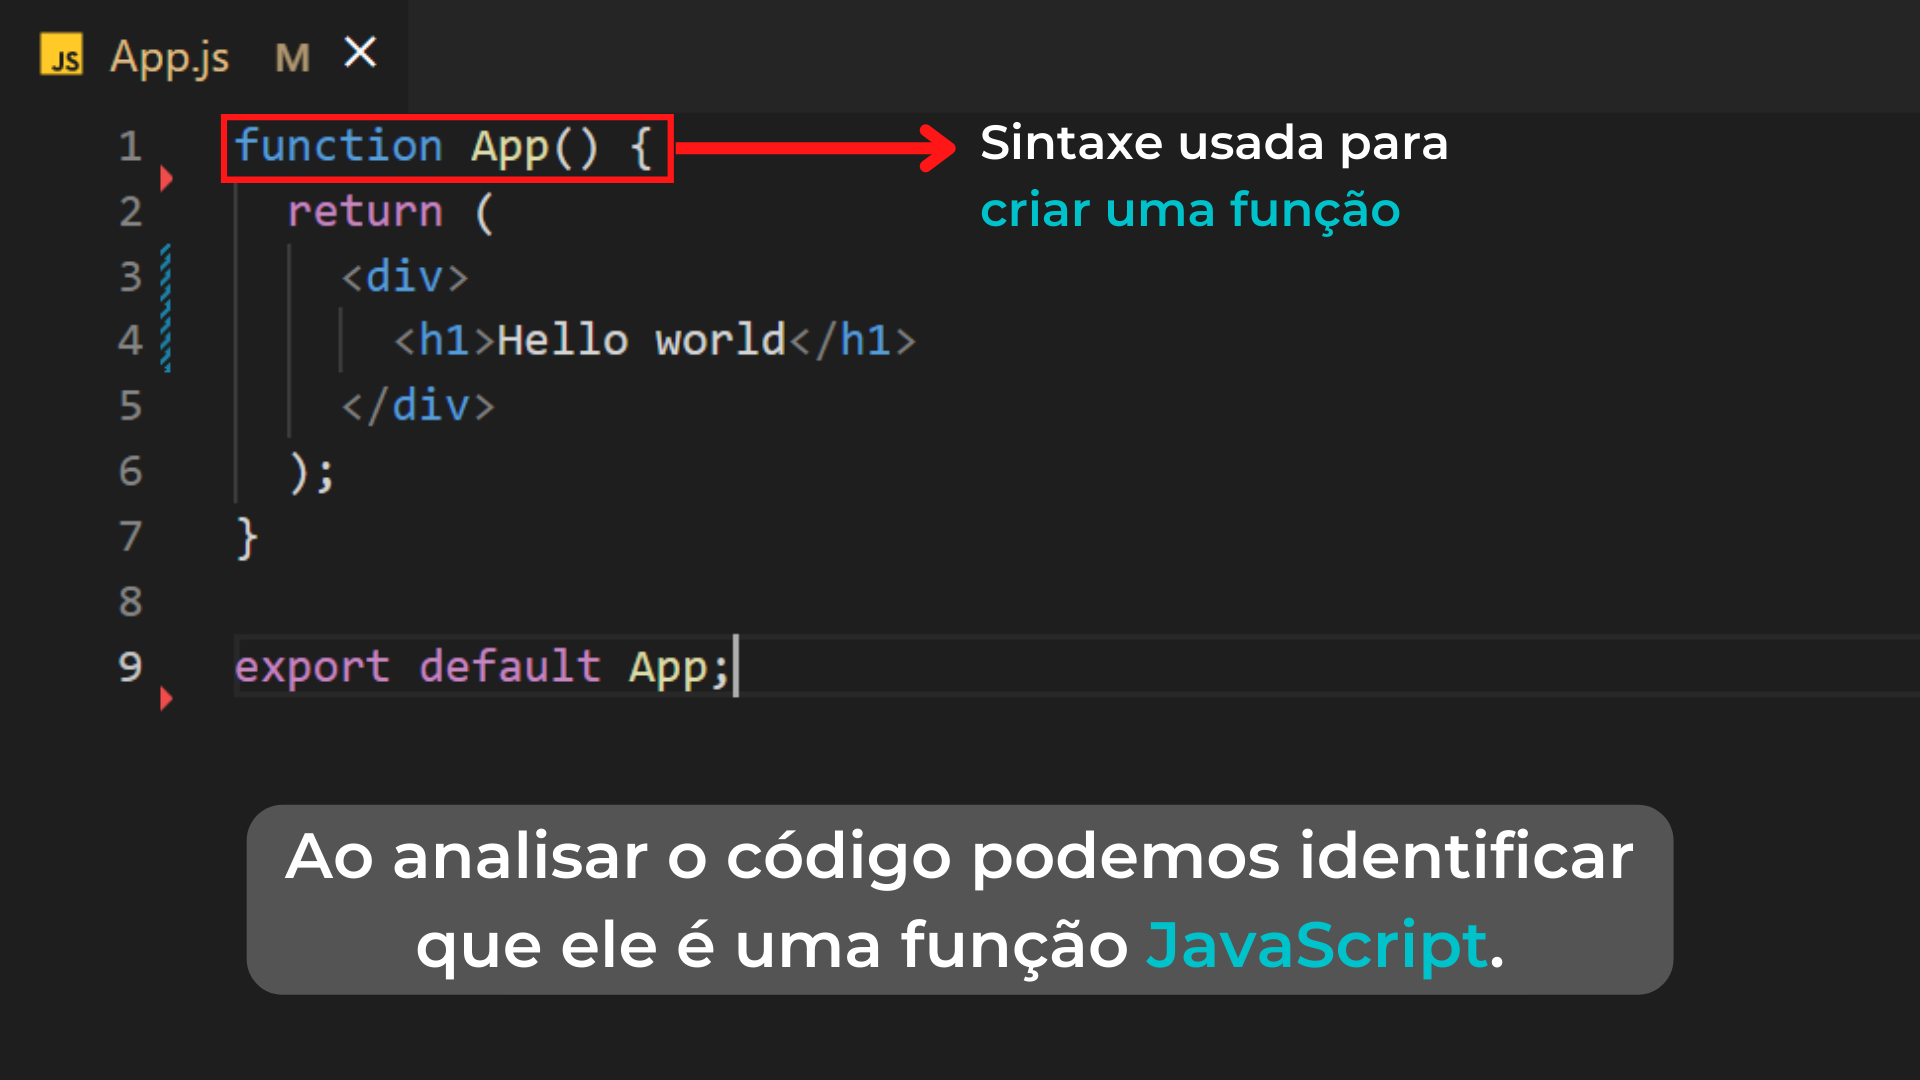 JS App.js M
1 function App() {
Sintaxe usada para
criar uma função
2 return (
3 <div>
4 <h1>Hello world</h1>
5 </div>
6 );
7 }
8
9 export default App;
Ao analisar o código podemos identificar
que ele é uma função JavaScript.